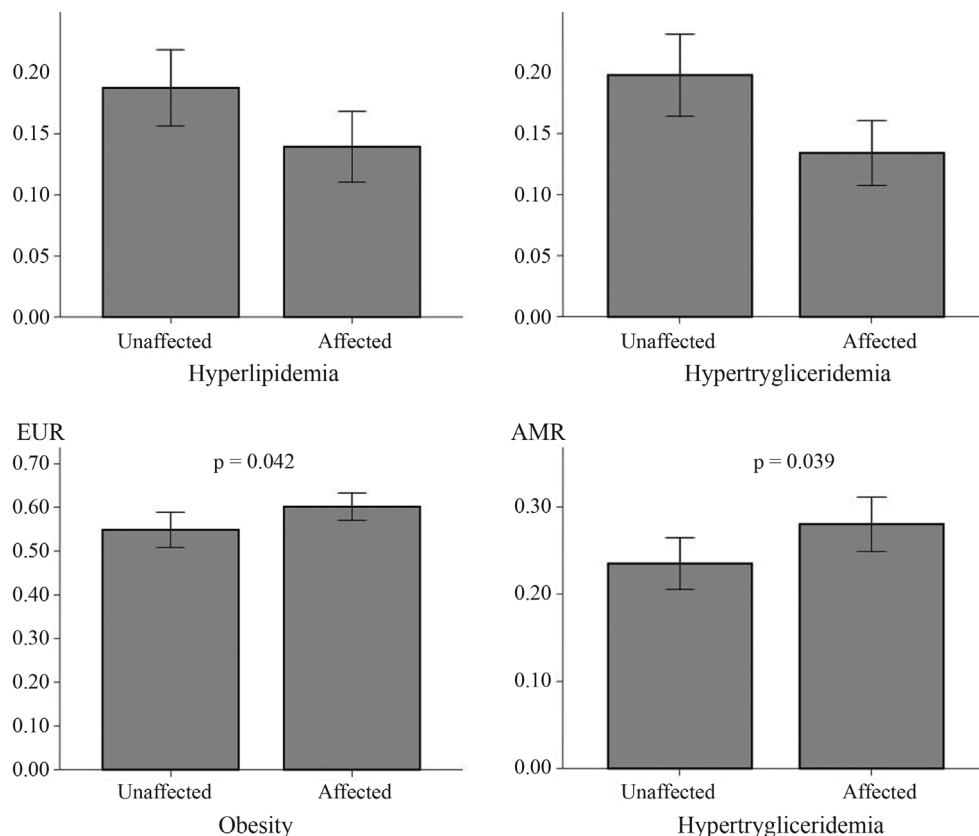 0.20
0.15
0.10
0.05
0.00
Unaffected
Affected
Hyperlipidemia
0.20
0.15
0.10
0.05
0.00
Unaffected
Affected
Hypertrygliceridemia
EUR
p = 0.042
0.70
0.60
0.50
0.40
0.30
0.20
0.10
0.00
Unaffected
Affected
Obesity
AMR
p = 0.039
0.30
0.20
0.10
0.00
Unaffected
Affected
Hypertrygliceridemia